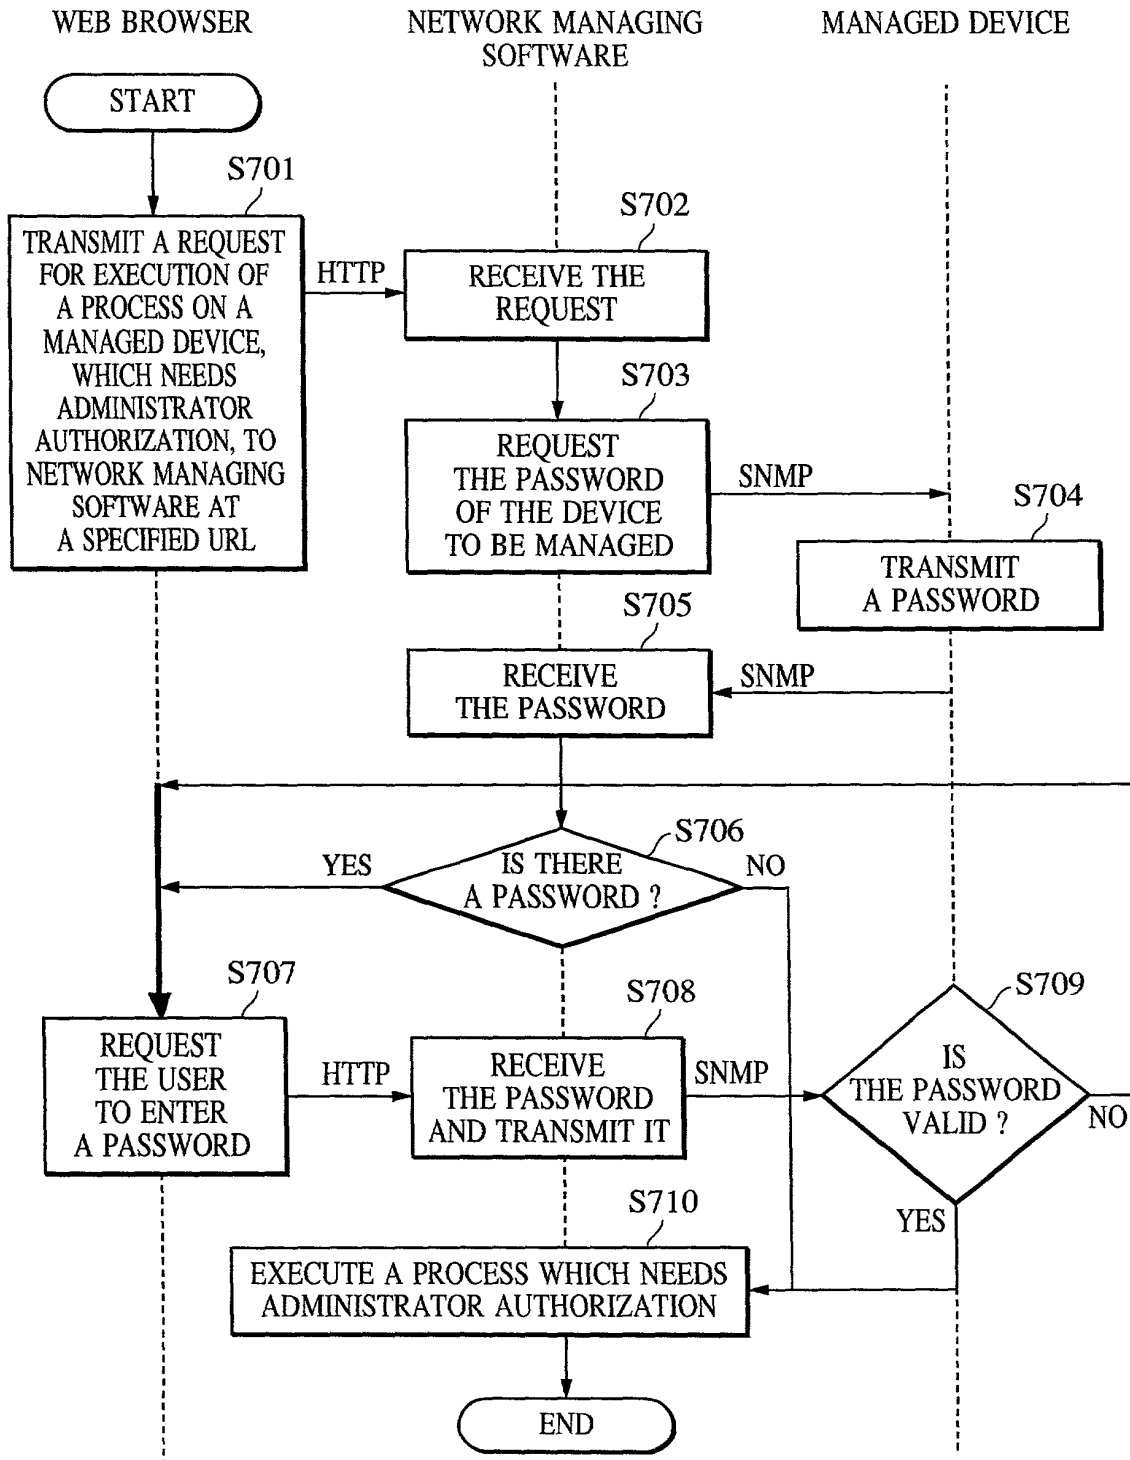 WEB BROWSER
NETWORK MANAGING
SOFTWARE
MANAGED DEVICE
START
S701
TRANSMIT A REQUEST
FOR EXECUTION OF
A PROCESS ON A
MANAGED DEVICE,
WHICH NEEDS
ADMINISTRATOR
AUTHORIZATION, TO
NETWORK MANAGING
SOFTWARE AT
A SPECIFIED URL
HTTP
S702
RECEIVE THE
REQUEST
S703
REQUEST
THE PASSWORD
OF THE DEVICE
TO BE MANAGED
SNMP
S704
TRANSMIT
A PASSWORD
S705
RECEIVE
THE PASSWORD
SNMP
S706
IS THERE
A PASSWORD ?
YES
NO
S707
REQUEST
THE USER
TO ENTER
A PASSWORD
HTTP
S708
RECEIVE
THE PASSWORD
AND TRANSMIT IT
SNMP
S709
IS
THE PASSWORD
VALID ?
NO
YES
S710
EXECUTE A PROCESS WHICH NEEDS
ADMINISTRATOR AUTHORIZATION
END